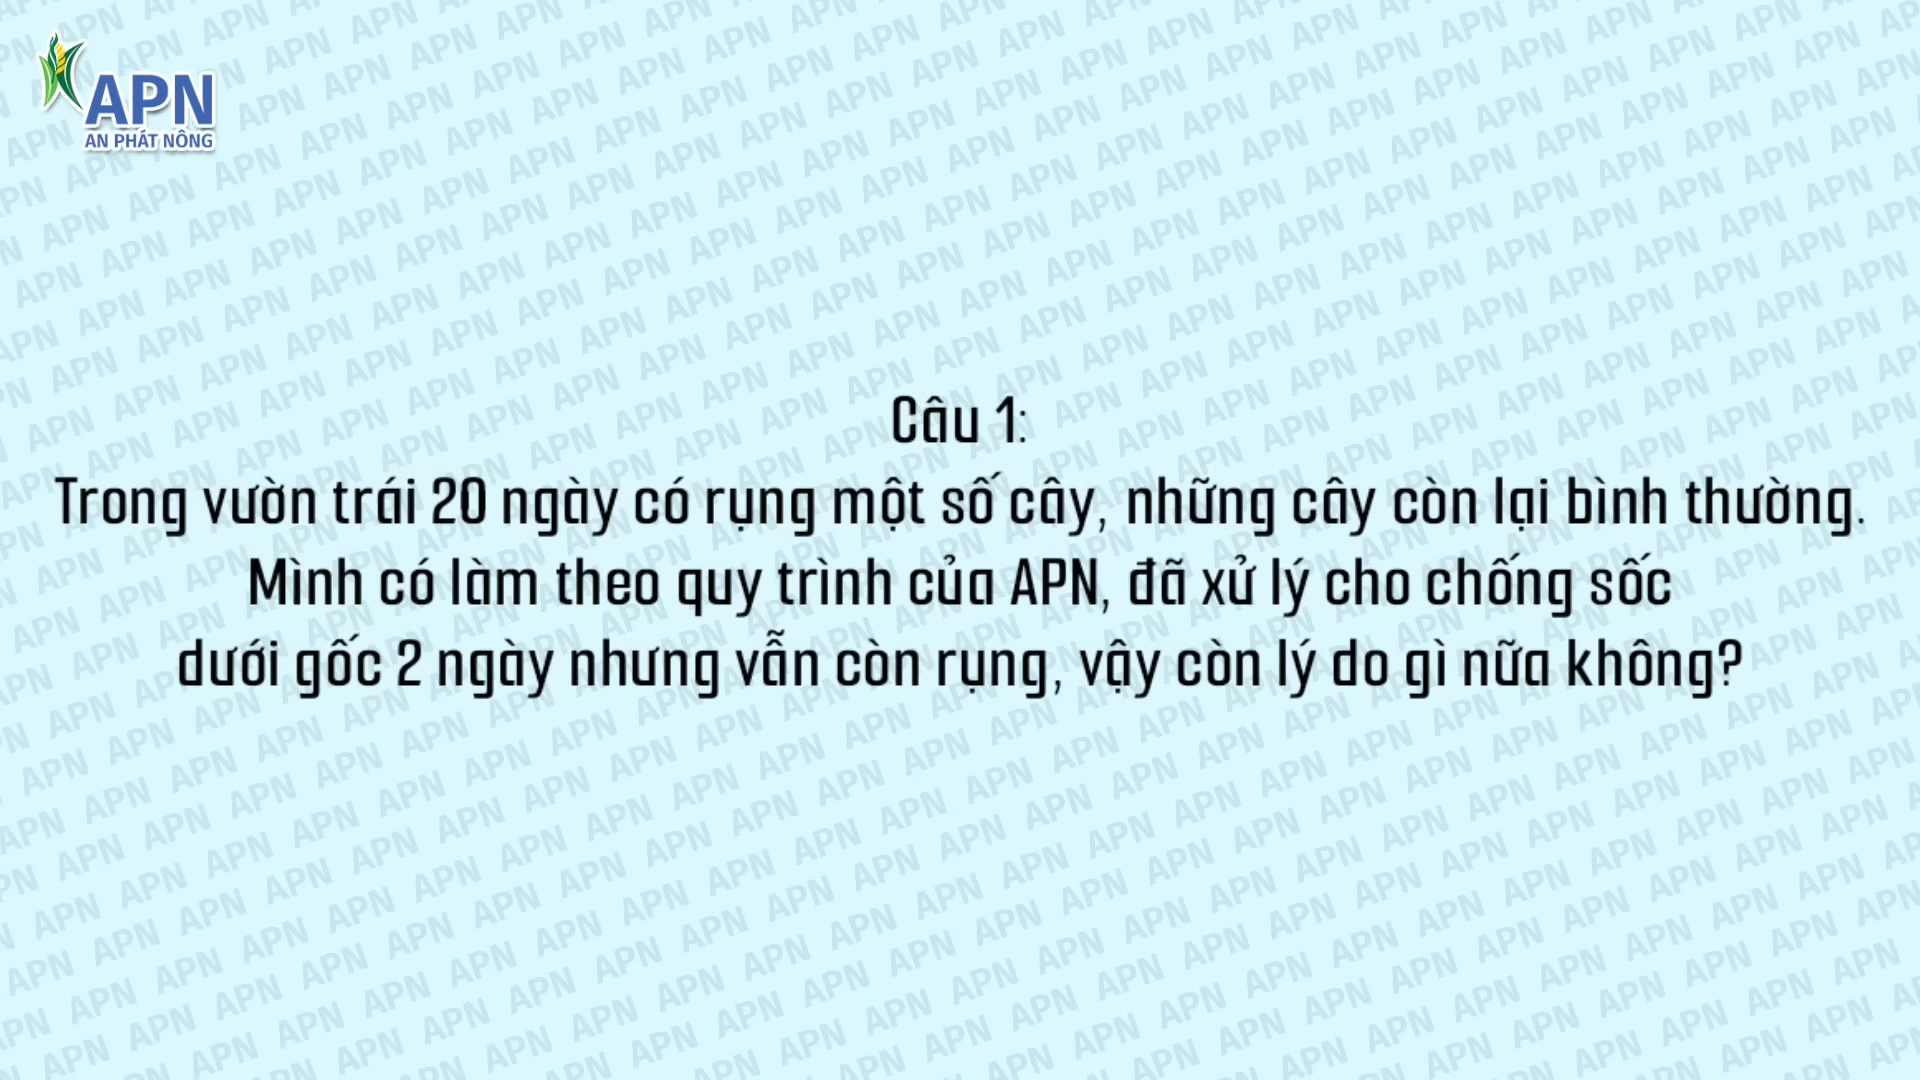 APN
AN PHÁT NÔNG
Câu 1:
Trong vườn trái 20 ngày có rụng một số cây, những cây còn lại bình thường.
Mình có làm theo quy trình của APN, đã xử lý cho chống sốc
dưới gốc 2 ngày nhưng vẫn còn rụng, vậy còn lý do gì nữa không?